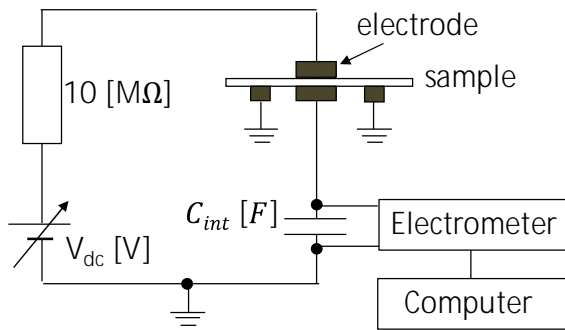 electrode
sample
10 [MΩ]
C_int [F]
Electrometer
V_dc [V]
Computer